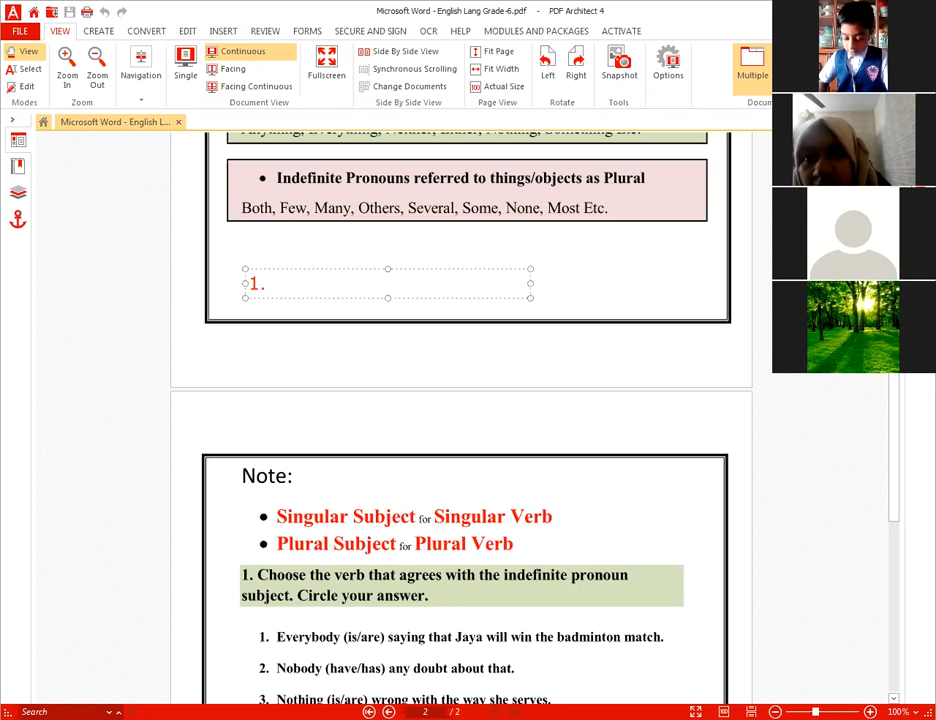 Microsoft Word - English Lang Grade-6.pdf - PDF Architect 4
FILE VIEW CREATE CONVERT EDIT INSERT REVIEW FORMS SECURE AND SIGN OCR HELP MODULES AND PACKAGES ACTIVATE
View
Select
Edit
Modes
Zoom In
Zoom Out
Zoom
Navigation
Single
Continuous
Facing
Facing Continuous
Document View
Fullscreen
Side By Side View
Synchronous Scrolling
Change Documents
Side By Side View
Fit Page
Fit Width
Actual Size
Page View
Left
Right
Rotate
Snapshot
Tools
Options
Multiple
Docum
Microsoft Word - English L...
Anything, Everything, Neither, Either, Nothing, Something Etc.
• Indefinite Pronouns referred to things/objects as Plural
Both, Few, Many, Others, Several, Some, None, Most Etc.
1.
Note:
• Singular Subject for Singular Verb
• Plural Subject for Plural Verb
1. Choose the verb that agrees with the indefinite pronoun
subject. Circle your answer.
1. Everybody (is/are) saying that Jaya will win the badminton match.
2. Nobody (have/has) any doubt about that.
3. Nothing (is/are) wrong with the way she serves.
Search 2 / 2 100%